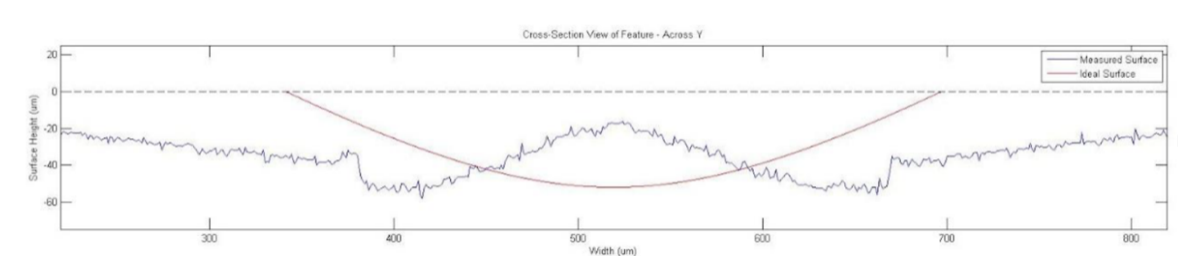 Cross-Section View of Feature - Across Y
20
0
-20
-40
-60
Surface Height (um)
Measured Surface
Ideal Surface
300 400 500 600 700 800
Width (um)